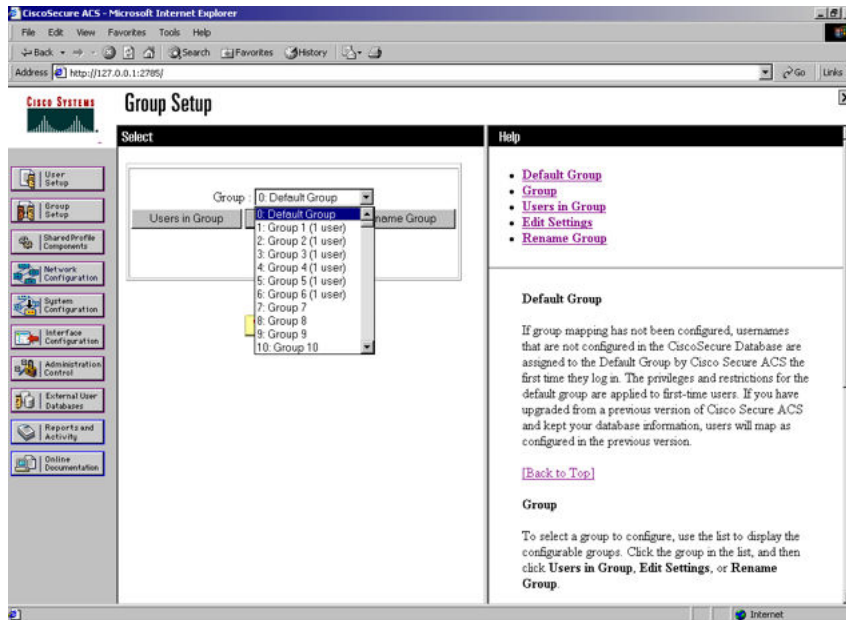 CiscoSecure ACS - Microsoft Internet Explorer
File Edit View Favorites Tools Help
Back Search Favorites History
Address http://127.0.0.1:2785/ Go Links
CISCO SYSTEMS
Group Setup
Select
Help
User
Setup
Group
Setup
Shared Profile
Components
Network
Configuration
System
Configuration
Interface
Configuration
Administration
Control
External User
Databases
Reports and
Activity
Online
Documentation
Group : 0: Default Group
Users in Group name Group
0: Default Group
1: Group 1 (1 user)
2: Group 2 (1 user)
3: Group 3 (1 user)
4: Group 4 (1 user)
5: Group 5 (1 user)
6: Group 6 (1 user)
7: Group 7
8: Group 8
9: Group 9
10: Group 10
Default Group
Group
Users in Group
Edit Settings
Rename Group
Default Group
If group mapping has not been configured, usernames
that are not configured in the CiscoSecure Database are
assigned to the Default Group by Cisco Secure ACS the
first time they log in. The privileges and restrictions for the
default group are applied to first-time users. If you have
upgraded from a previous version of Cisco Secure ACS
and kept your database information, users will map as
configured in the previous version.
[Back to Top]
Group
To select a group to configure, use the list to display the
configurable groups. Click the group in the list, and then
click Users in Group, Edit Settings, or Rename
Group.
Internet